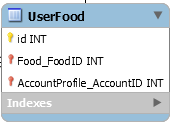 UserFood
id INT
Food_FoodID INT
AccountProfile_AccountID INT
Indexes